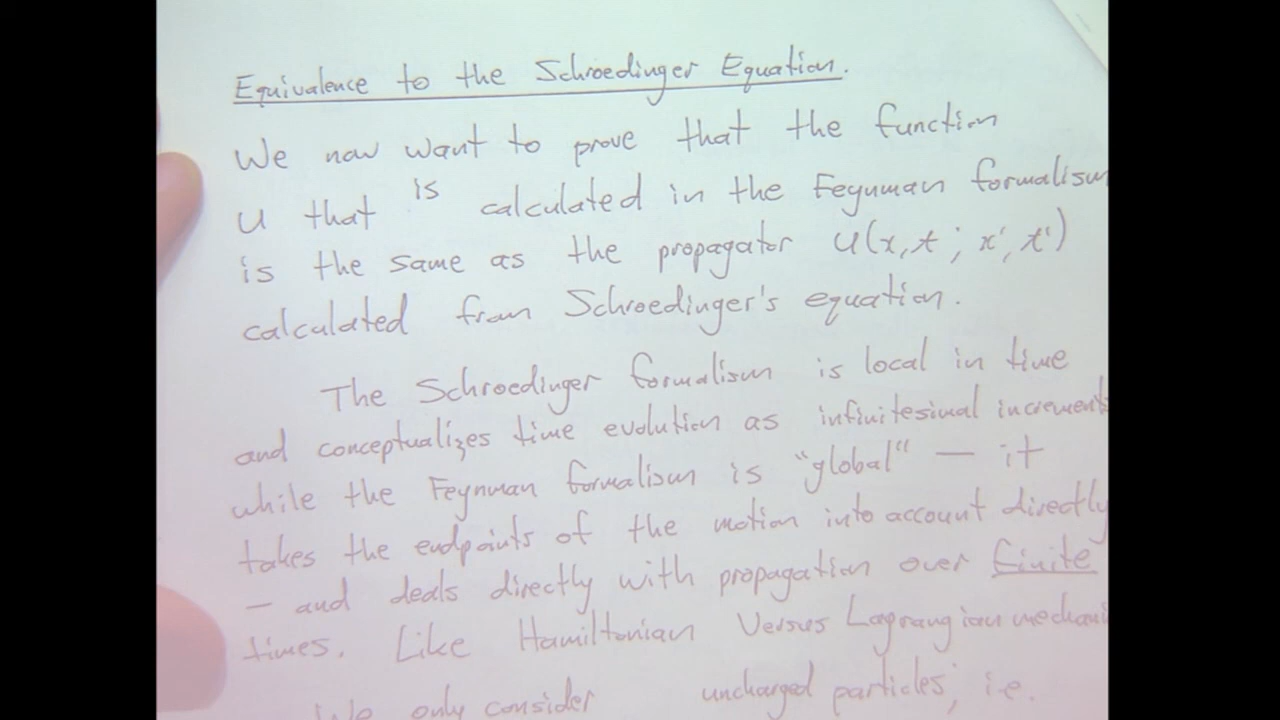 Equivalence to the Schroedinger Equation.
We now want to prove that the function
U that is calculated in the Feynman formalism
is the same as the propagator U(x,t; x',t')
calculated from Schroedinger's equation.
The Schroedinger formalism is local in time
and conceptualizes time evolution as infinitesimal increments
while the Feynman formalism is "global" — it
takes the endpoints of the motion into account directly
— and deals directly with propagation over finite
times. Like Hamiltonian Versus Lagrangian mechani
We only consider uncharged particles, i.e.